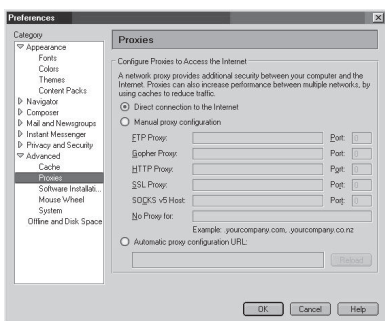 Preferences
Category
Appearance
Fonts
Colors
Themes
Content Packs
Navigator
Composer
Mail and Newsgroups
Instant Messenger
Privacy and Security
Advanced
Cache
Proxies
Software Installati...
Mouse Wheel
System
Offline and Disk Space
Proxies
Configure Proxies to Access the Internet
A network proxy provides additional security between your computer and the
Internet. Proxies can also increase performance between multiple networks, by
using caches to reduce traffic.
Direct connection to the Internet
Manual proxy configuration
FTP Proxy: Port: 0
Gopher Proxy: Port: 0
HTTP Proxy: Port: 0
SSL Proxy: Port: 0
SOCKS v5 Host: Port: 0
No Proxy for:
Example: .yourcompany.com, .yourcompany.co.nz
Automatic proxy configuration URL:
Reload
OK Cancel Help